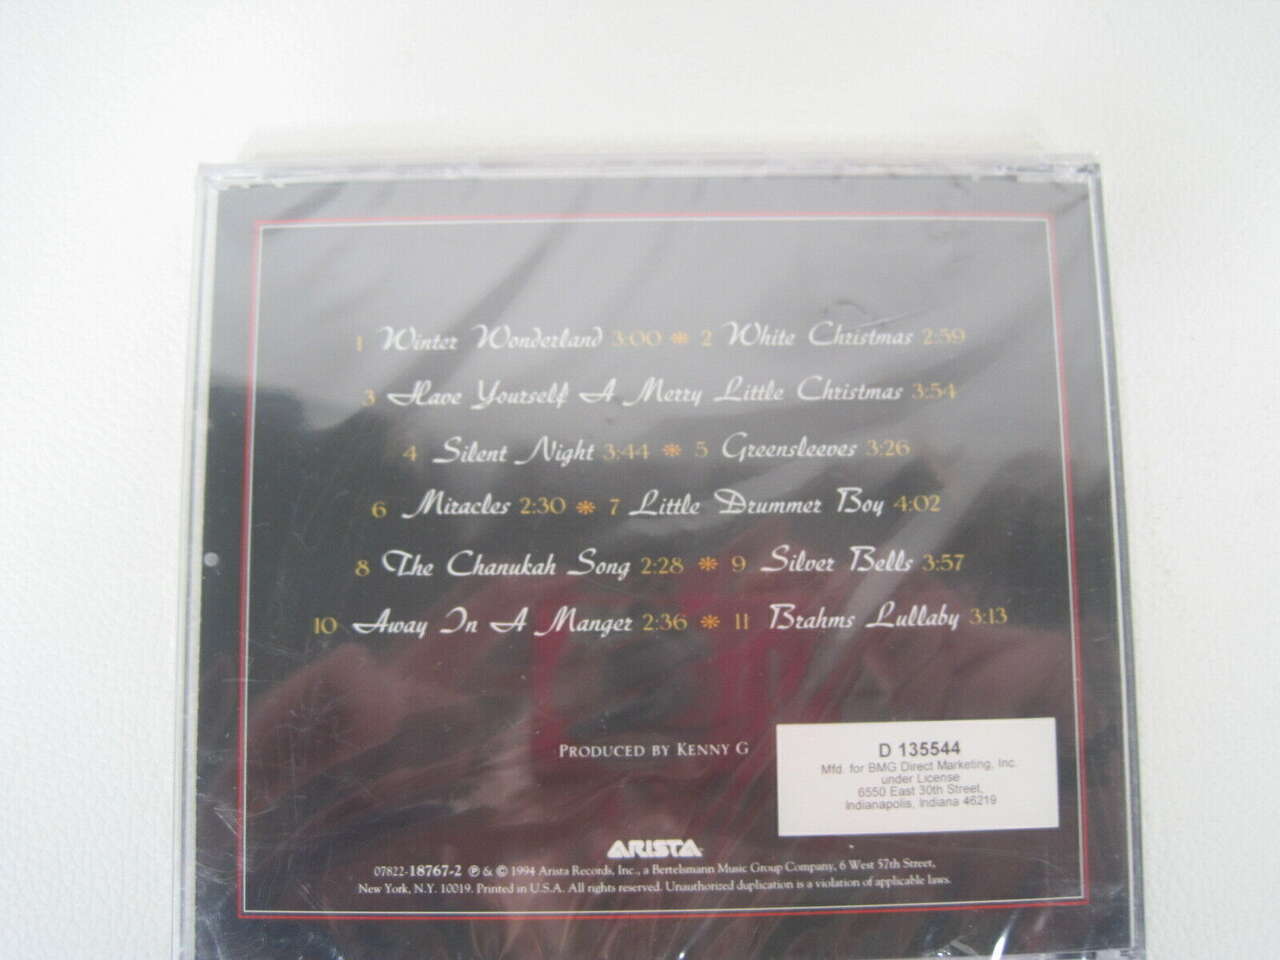 1 Winter Wonderland 3:00 * 2 White Christmas 2:59
3 Have Yourself A Merry Little Christmas 3:54
4 Silent Night 3:44 * 5 Greensleeves 3:26
6 Miracles 2:30 * 7 Little Drummer Boy 4:02
8 The Chanukah Song 2:28 * 9 Silver Bells 3:57
10 Away In A Manger 2:36 * 11 Brahms Lullaby 3:13
PRODUCED BY KENNY G
D 135544
Mfd. for BMG Direct Marketing, Inc.
under License
6550 East 30th Street,
Indianapolis, Indiana 46219
ARISTA
07822-18767-2 ℗ & © 1994 Arista Records, Inc., a Bertelsmann Music Group Company, 6 West 57th Street,
New York, N.Y. 10019. Printed in U.S.A. All rights reserved. Unauthorized duplication is a violation of applicable laws.